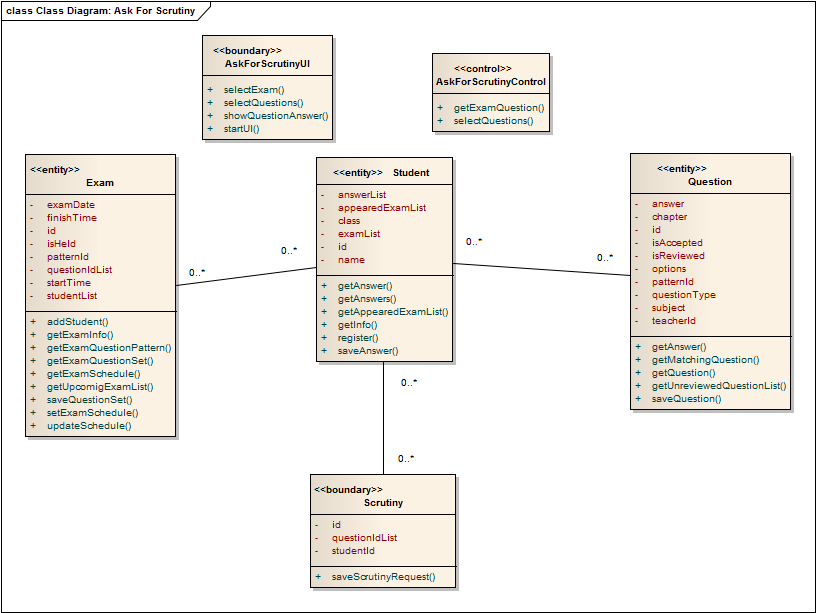 class Class Diagram: Ask For Scrutiny
<<boundary>>
AskForScrutinyUI
+ selectExam()
+ selectQuestions()
+ showQuestionAnswer()
+ startUI()
<<control>>
AskForScrutinyControl
+ getExamQuestion()
+ selectQuestions()
<<entity>>
Exam
- examDate
- finishTime
- id
- isHeld
- patternId
- questionIdList
- startTime
- studentList
+ addStudent()
+ getExamInfo()
+ getExamQuestionPattern()
+ getExamQuestionSet()
+ getExamSchedule()
+ getUpcomigExamList()
+ saveQuestionSet()
+ setExamSchedule()
+ updateSchedule()
0..*
0..*
<<entity>> Student
- answerList
- appearedExamList
- class
- examList
- id
- name
+ getAnswer()
+ getAnswers()
+ getAppearedExamList()
+ getInfo()
+ register()
+ saveAnswer()
0..*
0..*
<<entity>>
Question
- answer
- chapter
- id
- isAccepted
- isReviewed
- options
- patternId
- questionType
- subject
- teacherId
+ getAnswer()
+ getMatchingQuestion()
+ getQuestion()
+ getUnreviewedQuestionList()
+ saveQuestion()
0..*
0..*
<<boundary>>
Scrutiny
- id
- questionIdList
- studentId
+ saveScrutinyRequest()